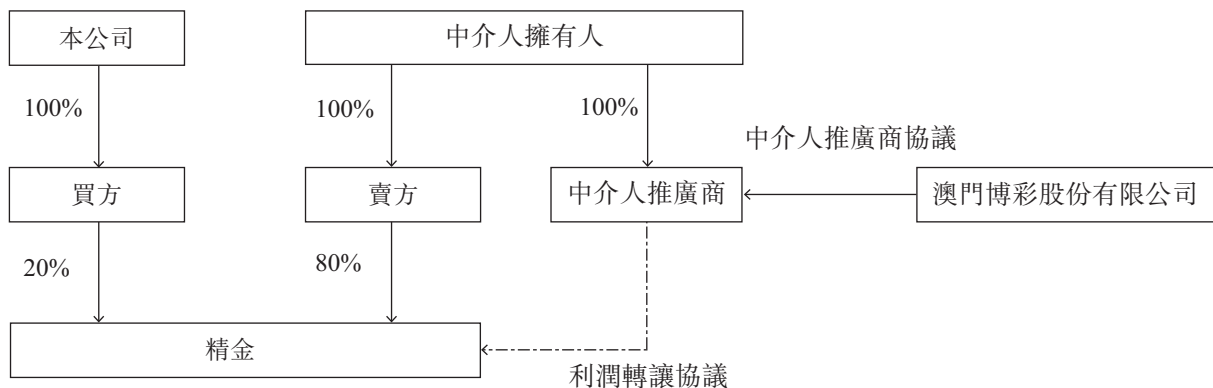 本公司
中介人擁有人
100%
100%
100%
中介人推廣商協議
買方
賣方
中介人推廣商
澳門博彩股份有限公司
20%
80%
精金
利潤轉讓協議